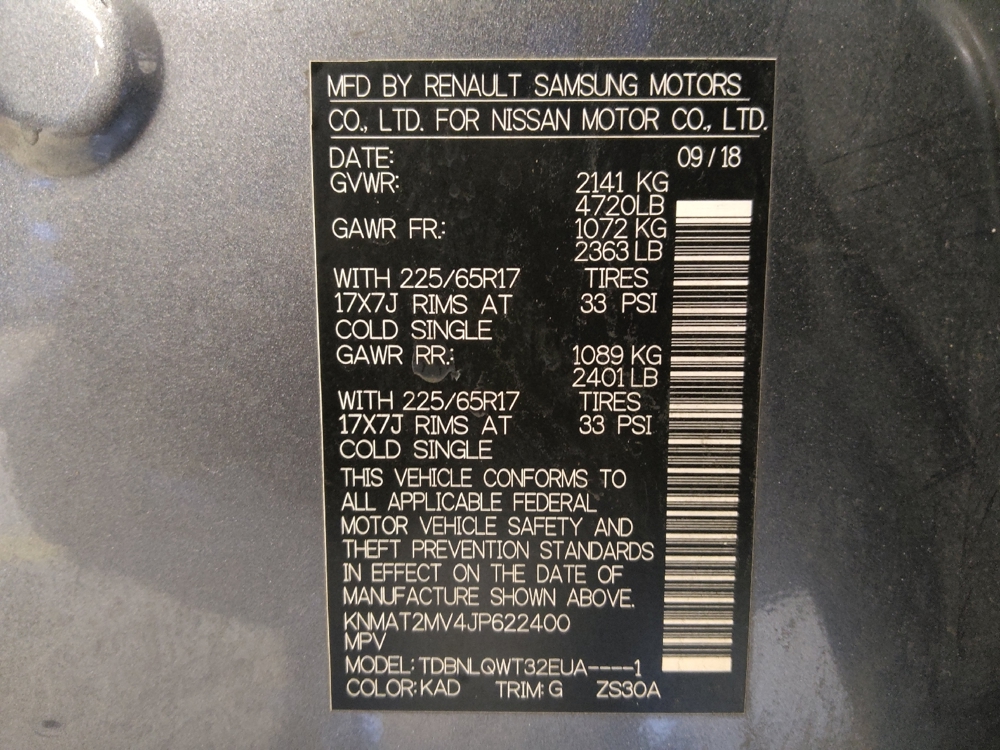 MFD BY RENAULT SAMSUNG MOTORS
CO., LTD. FOR NISSAN MOTOR CO., LTD.
DATE: 09 / 18
GVWR: 2141 KG
4720LB
GAWR FR.: 1072 KG
2363 LB
WITH 225/65R17 TIRES
17X7J RIMS AT 33 PSI
COLD SINGLE
GAWR RR.: 1089 KG
2401 LB
WITH 225/65R17 TIRES
17X7J RIMS AT 33 PSI
COLD SINGLE
THIS VEHICLE CONFORMS TO
ALL APPLICABLE FEDERAL
MOTOR VEHICLE SAFETY AND
THEFT PREVENTION STANDARDS
IN EFFECT ON THE DATE OF
MANUFACTURE SHOWN ABOVE.
KNMAT2MV4JP622400
MPV
MODEL: TDBNLQWT32EUA----1
COLOR: KAD TRIM: G ZS30A